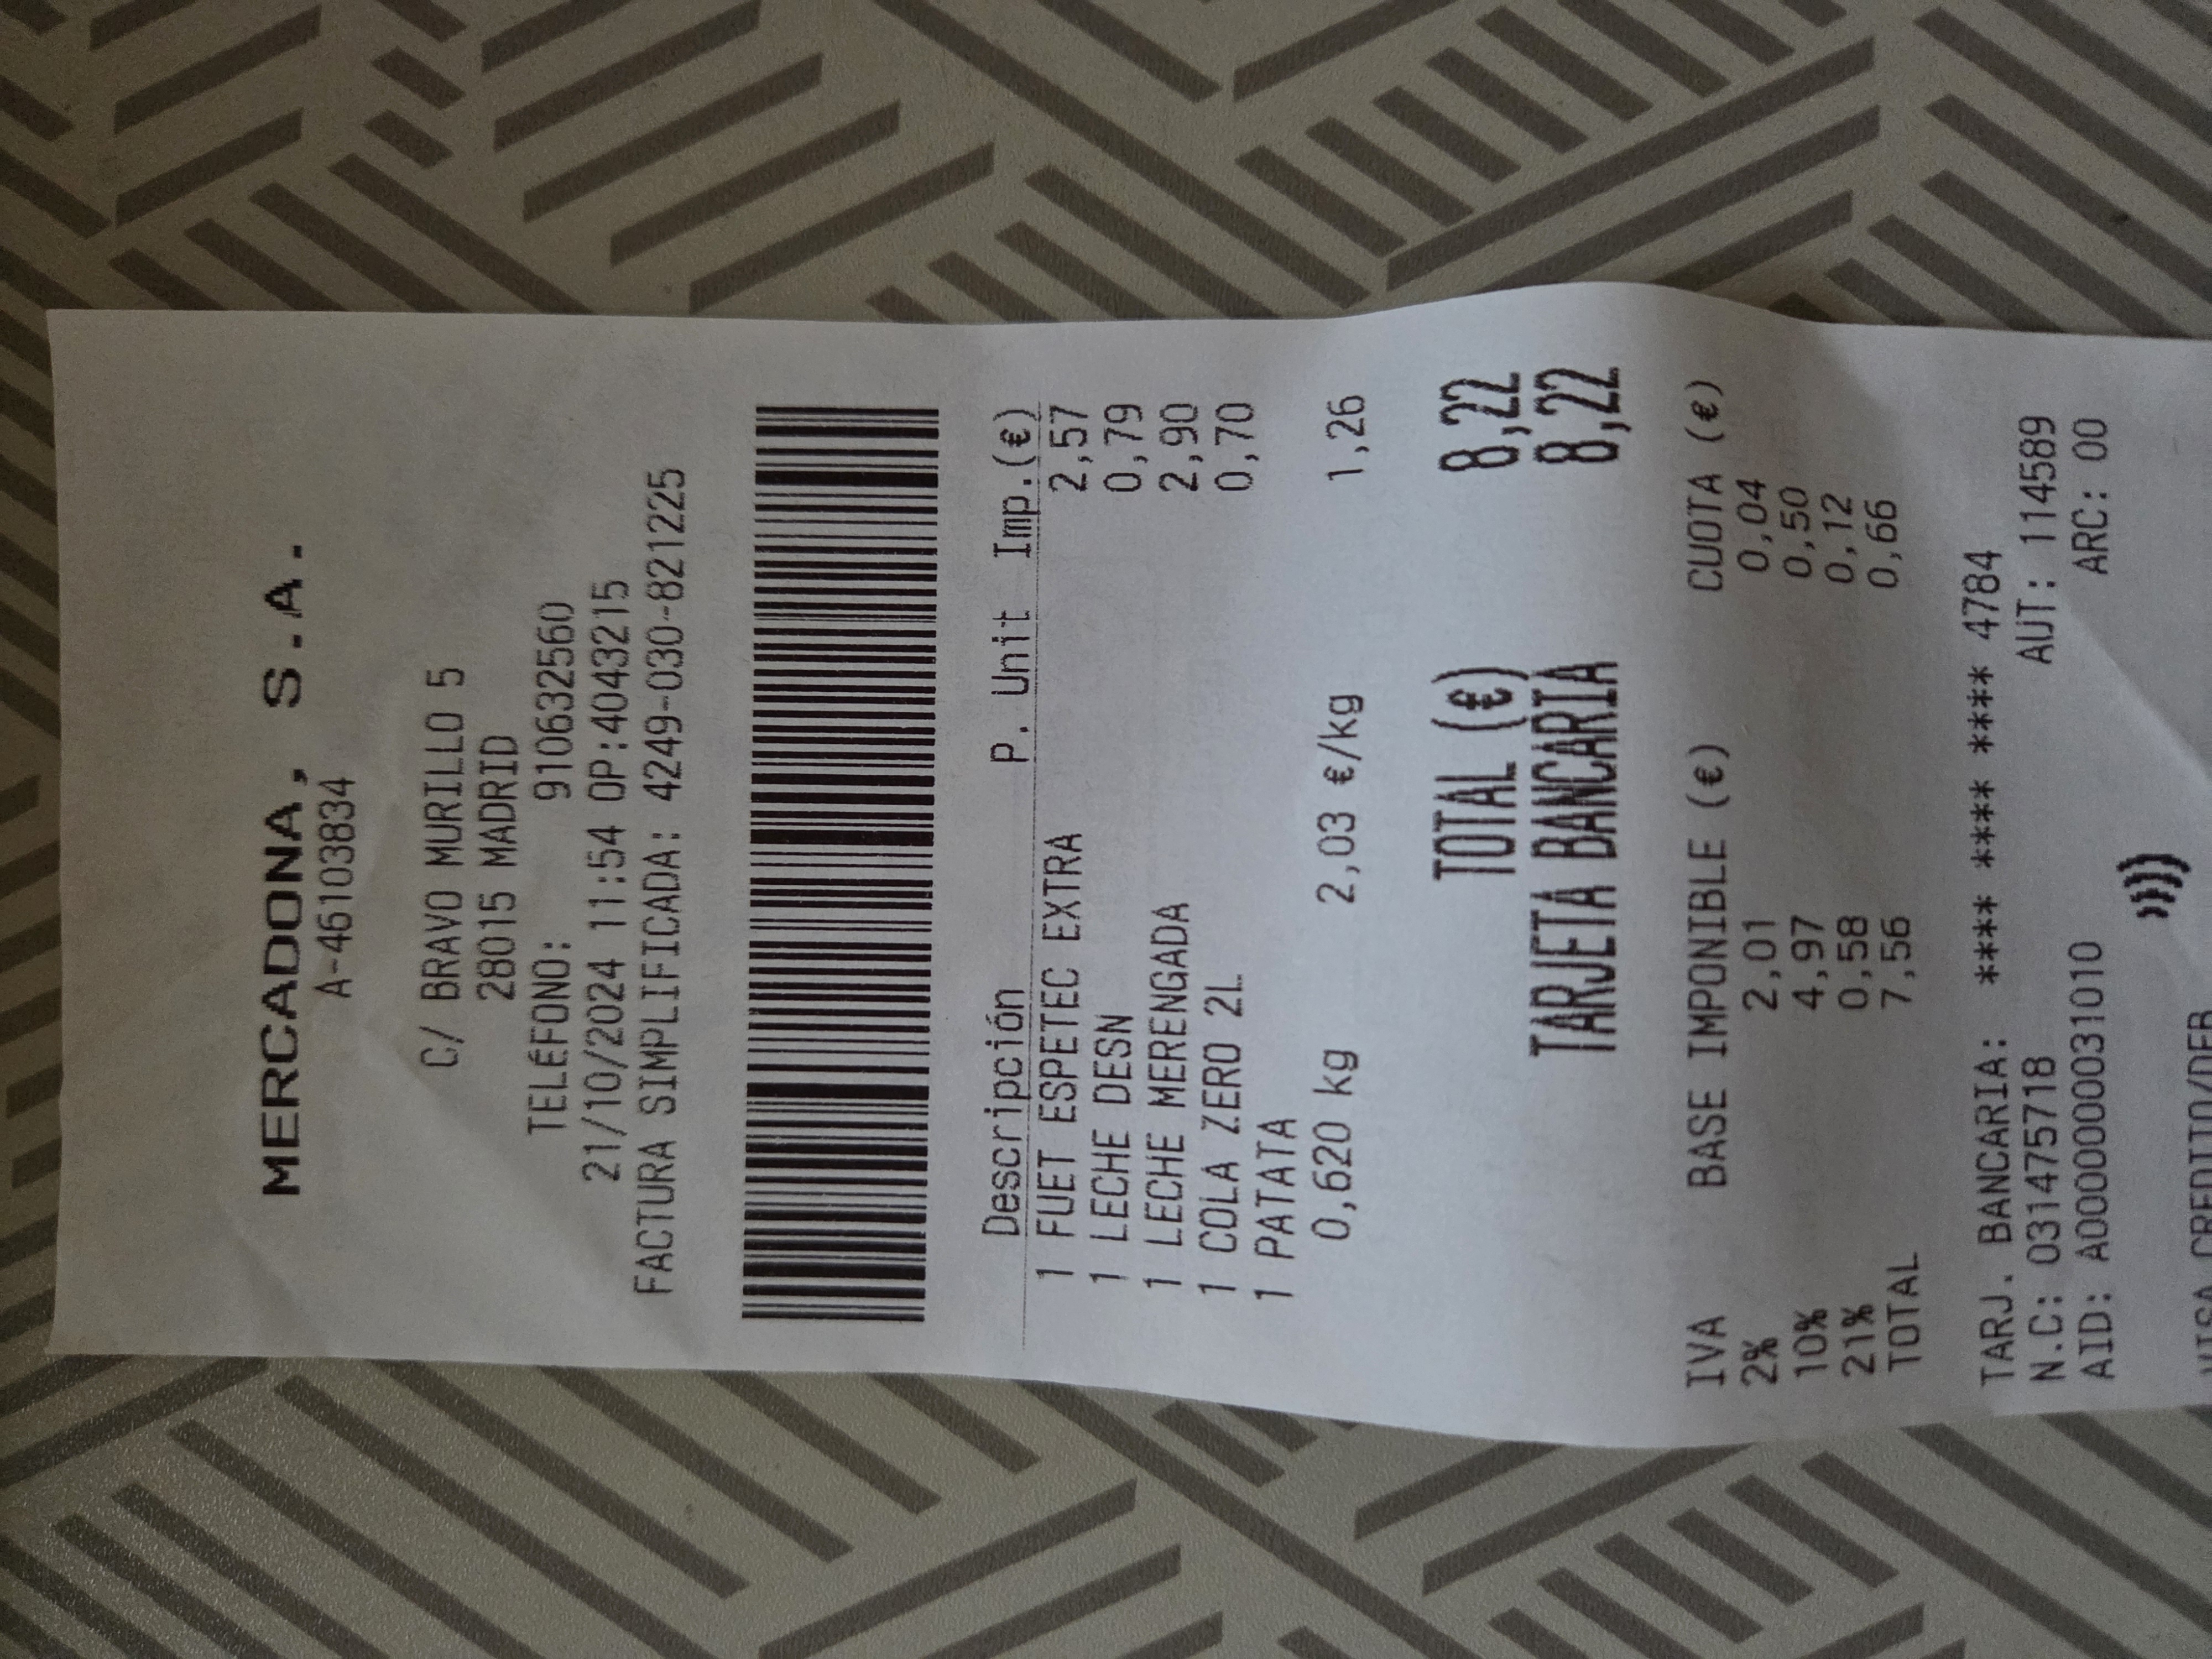 MERCADONA, S.A.
A-46103834
C/ BRAVO MURILLO 5
28015 MADRID
TELÉFONO: 910632560
21/10/2024 11:54 OP:4043215
FACTURA SIMPLIFICADA: 4249-030-821225
Descripción P. Unit Imp.(€)
1 FUET ESPETEC EXTRA 2,57
1 LECHE DESN 0,79
1 LECHE MERENGADA 2,90
1 COLA ZERO 2L 0,70
1 PATATA
0,620 kg 2,03 €/kg 1,26
TOTAL (€) 8,22
TARJETA BANCARIA 8,22
IVA BASE IMPONIBLE (€) CUOTA (€)
2% 2,01 0,04
10% 4,97 0,50
21% 0,58 0,12
TOTAL 7,56 0,66
TARJ. BANCARIA: **** **** **** 4784
N.C: 031475718 AUT: 114589
AID: A0000000031010 ARC: 00
VISA CREDITO/DEB